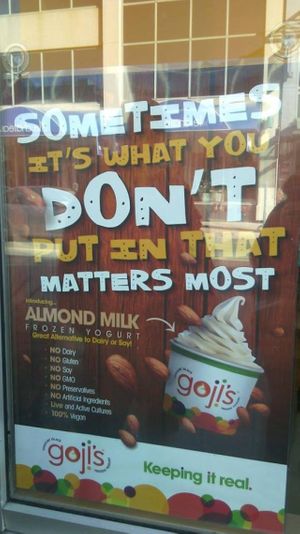 SOMETIMES
IT'S WHAT YOU
DON'T
PUT IN THAT
MATTERS MOST
introducing...
ALMOND MILK
FROZEN YOGURT
Great Alternative to Dairy or Soy!
• NO Dairy
• NO Gluten
• NO Soy
• NO GMO
• NO Preservatives
• NO Artificial Ingredients
• Live and Active Cultures
• 100% Vegan
goji's
goji's
Keeping it real.